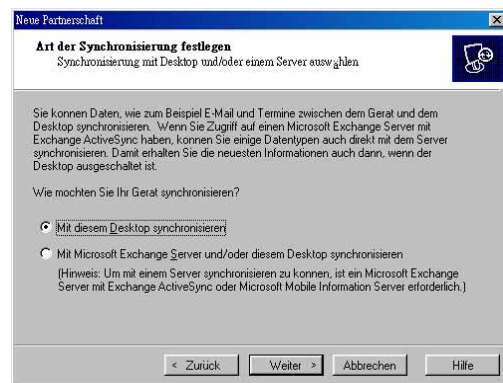 Neue Partnerschaft
Art der Synchronisierung festlegen
Synchronisierung mit Desktop und/oder einem Server ausw ählen
Sie konnen Daten, wie zum Beispiel E-Mail und Termine zwischen dem Gerat und dem
Desktop synchronisieren. Wenn Sie Zugriff auf einen Microsoft Exchange Server mit
Exchange ActiveSync haben, konnen Sie einige Datentypen auch direkt mit dem Server
synchronisieren. Damit erhalten Sie die neuesten Informationen auch dann, wenn der
Desktop ausgeschaltet ist.
Wie mochten Sie Ihr Gerat synchronisieren?
Mit diesem Desktop synchronisieren
Mit Microsoft Exchange Server und/oder diesem Desktop synchronisieren
(Hinweis: Um mit einem Server synchronisieren zu konnen, ist ein Microsoft Exchange
Server mit Exchange ActiveSync oder Microsoft Mobile Information Server erforderlich.)
< Zurück Weiter > Abbrechen Hilfe